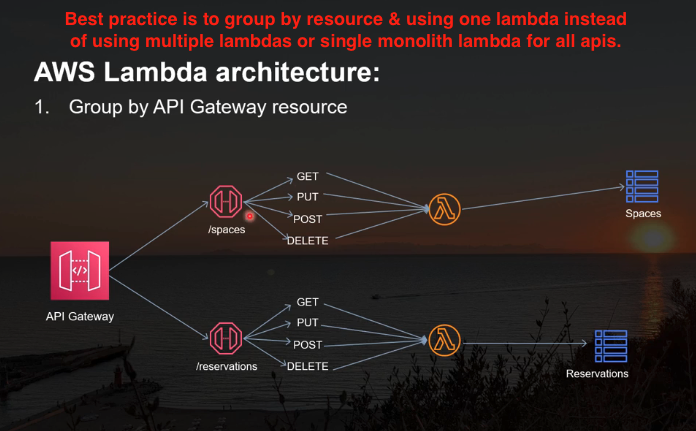 Best practice is to group by resource & using one lambda instead
of using multiple lambdas or single monolith lambda for all apis.
AWS Lambda architecture:
1. Group by API Gateway resource
GET
PUT
POST
DELETE
/spaces
Spaces
API Gateway
GET
PUT
POST
DELETE
/reservations
Reservations